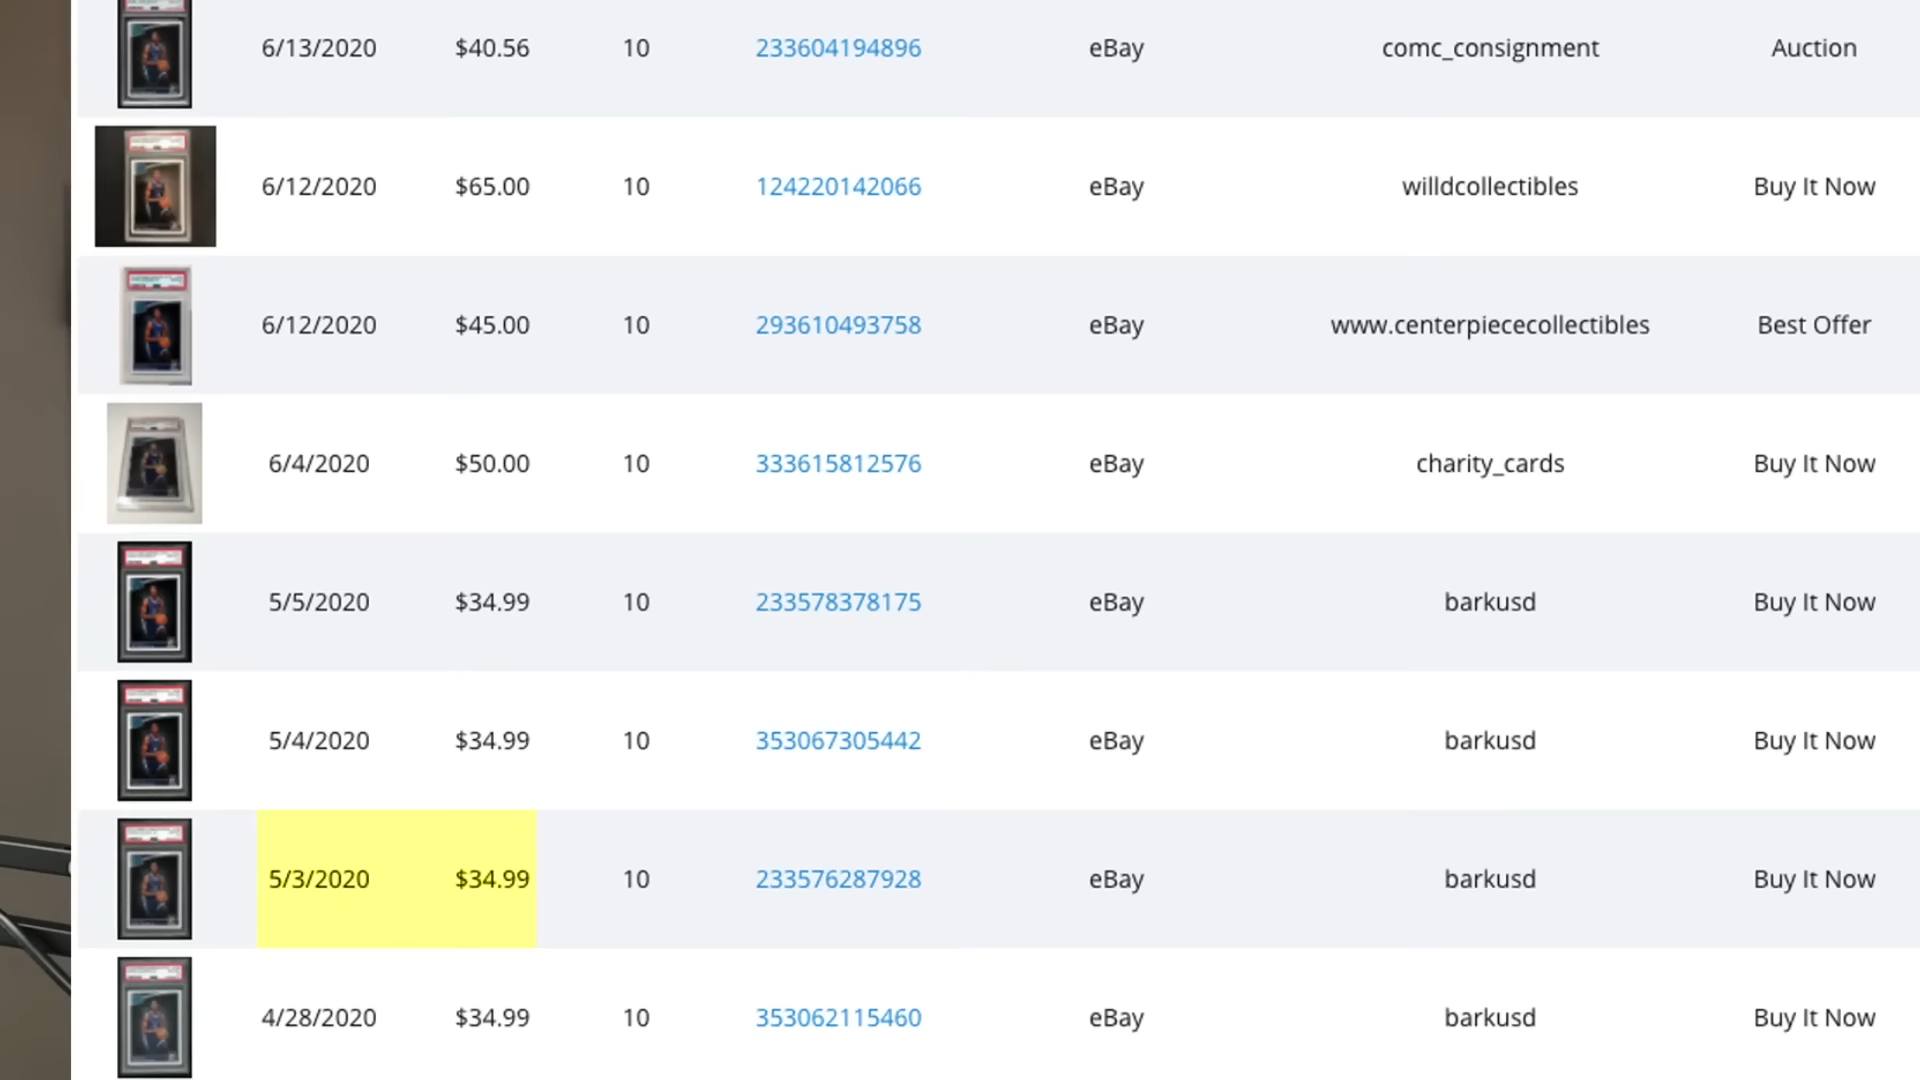 6/13/2020 $40.56 10 233604194896 eBay comc_consignment Auction
6/12/2020 $65.00 10 124220142066 eBay willdcollectibles Buy It Now
6/12/2020 $45.00 10 293610493758 eBay www.centerpiececollectibles Best Offer
6/4/2020 $50.00 10 333615812576 eBay charity_cards Buy It Now
5/5/2020 $34.99 10 233578378175 eBay barkusd Buy It Now
5/4/2020 $34.99 10 353067305442 eBay barkusd Buy It Now
5/3/2020 $34.99 10 233576287928 eBay barkusd Buy It Now
4/28/2020 $34.99 10 353062115460 eBay barkusd Buy It Now